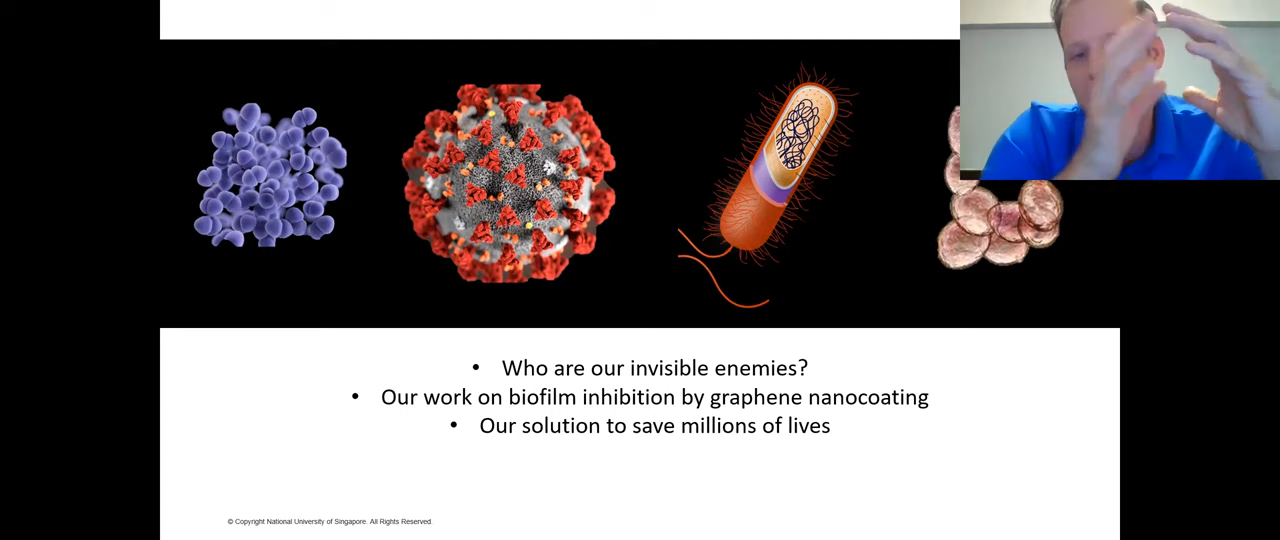 • Who are our invisible enemies?
• Our work on biofilm inhibition by graphene nanocoating
• Our solution to save millions of lives
© Copyright National University of Singapore. All Rights Reserved.